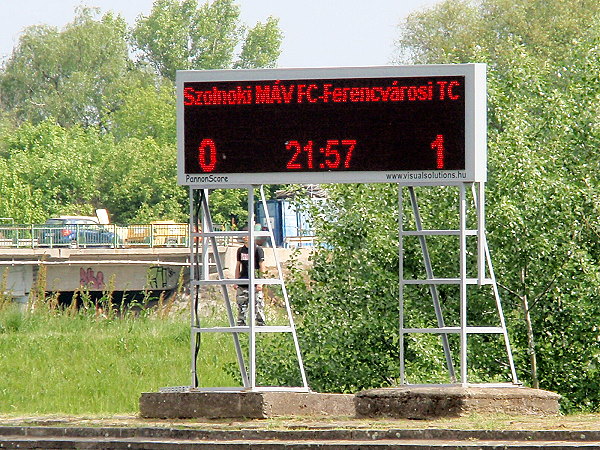 Szolnoki MÁV FC-Ferencvárosi TC
0 21:57 1
PannonScore www.visualsolutions.hu